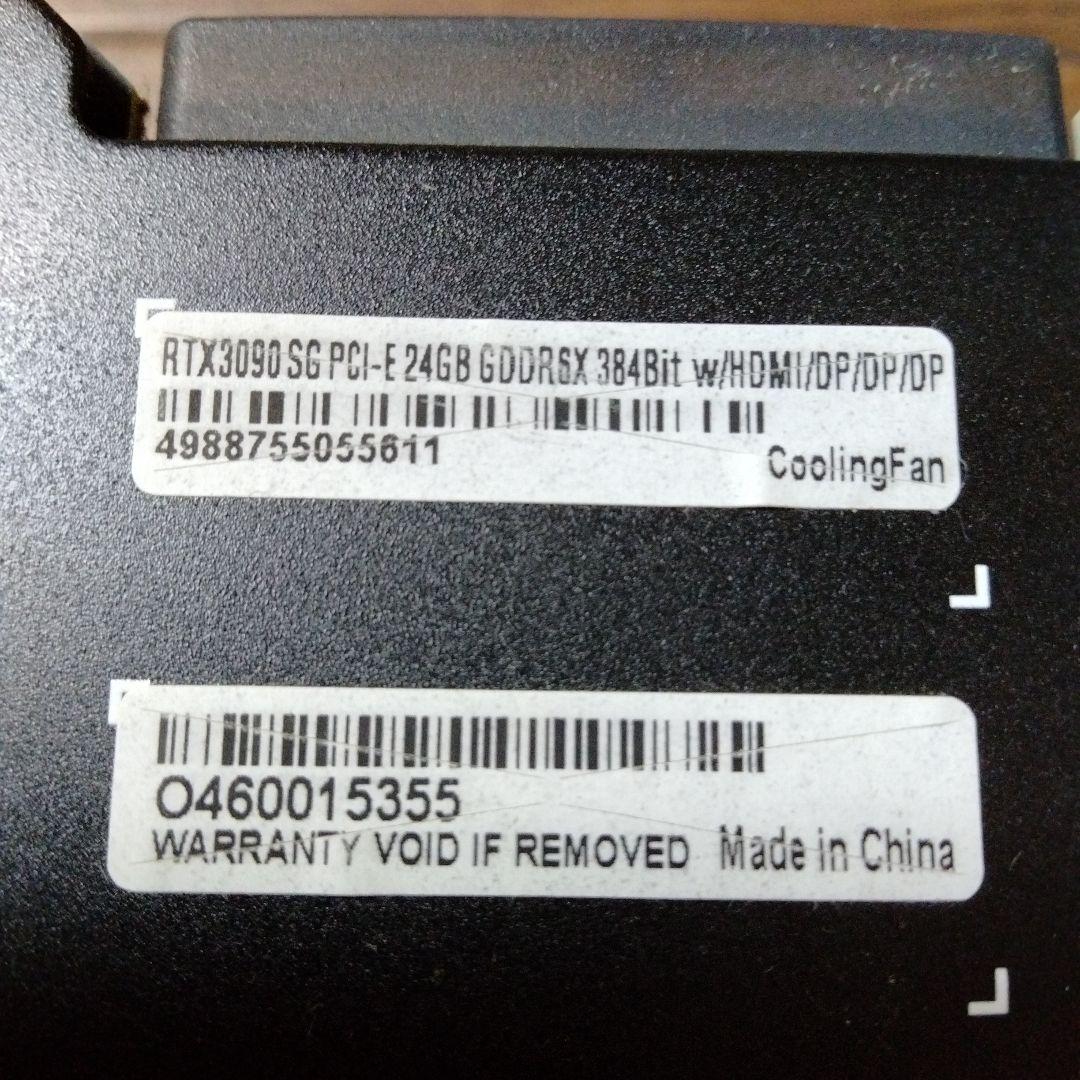 RTX3090 SG PCI-E 24GB GDDR6X 384Bit w/HDMI/DP/DP/DP
4988755055611
CoolingFan
O460015355
WARRANTY VOID IF REMOVED Made in China